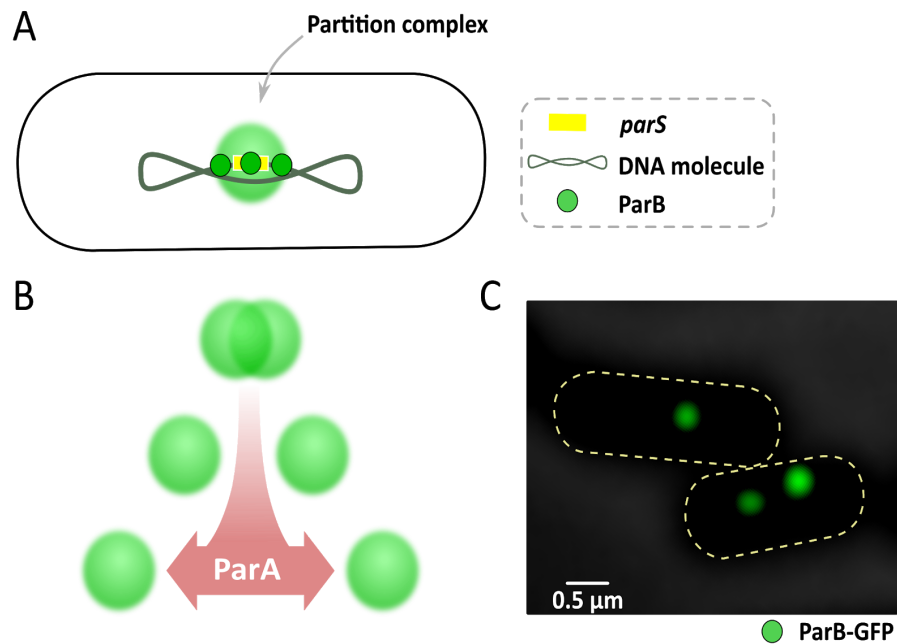 A
Partition complex
parS
DNA molecule
ParB
B
ParA
C
0.5 µm
ParB-GFP